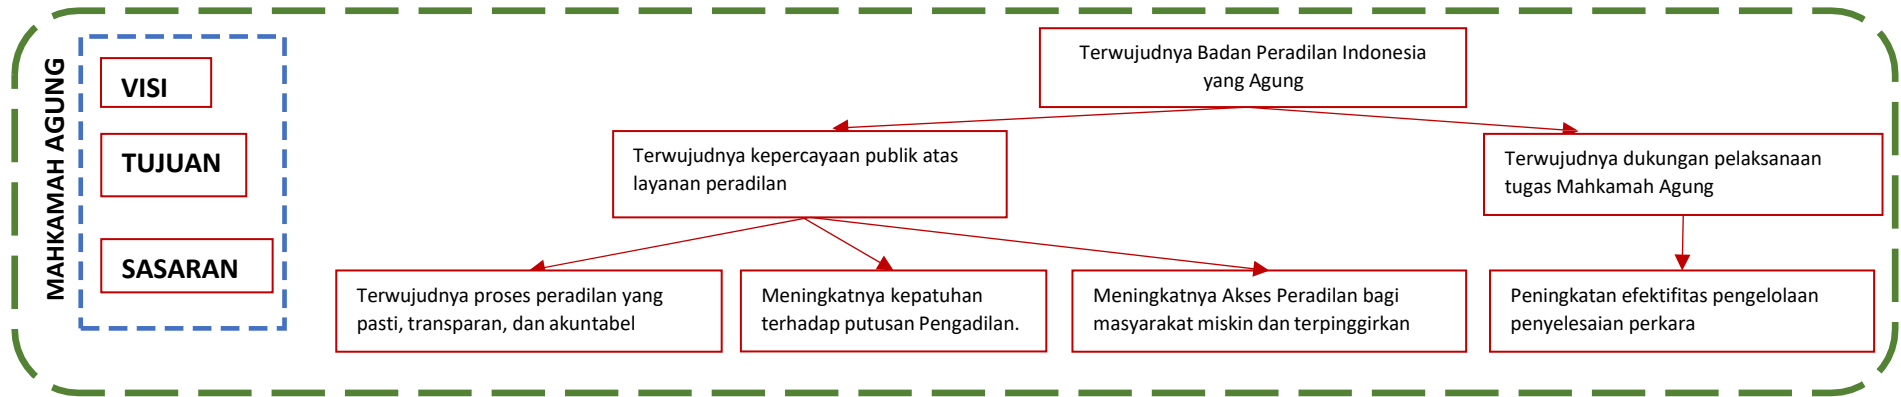 MAHKAMAH AGUNG
VISI
TUJUAN
SASARAN
Terwujudnya Badan Peradilan Indonesia
yang Agung
Terwujudnya kepercayaan publik atas
layanan peradilan
Terwujudnya dukungan pelaksanaan
tugas Mahkamah Agung
Terwujudnya proses peradilan yang
pasti, transparan, dan akuntabel
Meningkatnya kepatuhan
terhadap putusan Pengadilan.
Meningkatnya Akses Peradilan bagi
masyarakat miskin dan terpinggirkan
Peningkatan efektifitas pengelolaan
penyelesaian perkara